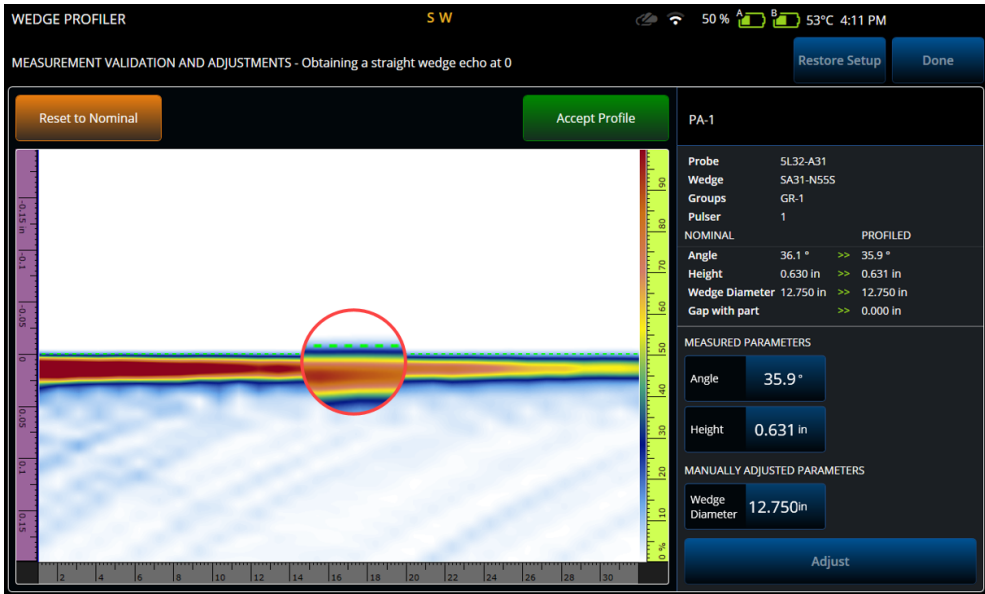 WEDGE PROFILER S W 50 % A B 53°C 4:11 PM
MEASUREMENT VALIDATION AND ADJUSTMENTS - Obtaining a straight wedge echo at 0
Restore Setup Done
Reset to Nominal Accept Profile
PA-1
Probe 5L32-A31
Wedge SA31-N55S
Groups GR-1
Pulser 1
NOMINAL PROFILED
Angle 36.1 ° >> 35.9 °
Height 0.630 in >> 0.631 in
Wedge Diameter 12.750 in >> 12.750 in
Gap with part >> 0.000 in
MEASURED PARAMETERS
Angle 35.9 °
Height 0.631 in
MANUALLY ADJUSTED PARAMETERS
Wedge Diameter 12.750in
Adjust
-0.15 in
-0.1
-0.05
0
0.05
0.1
0.15
90
80
70
60
50
40
30
20
10
0 %
2 4 6 8 10 12 14 16 18 20 22 24 26 28 30